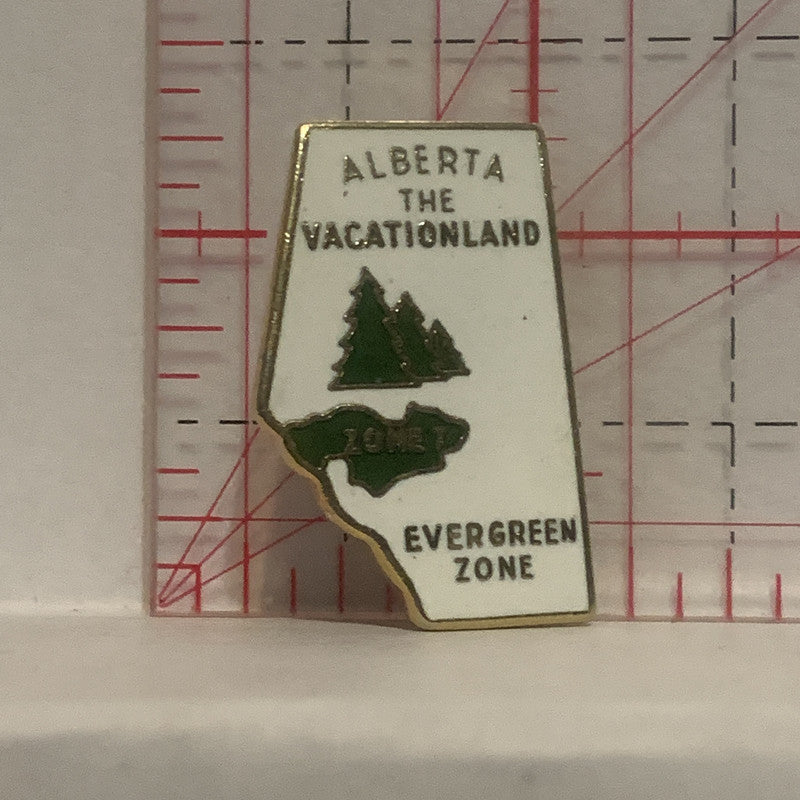 ALBERTA
THE
VACATIONLAND
ZONE 7
EVERGREEN
ZONE